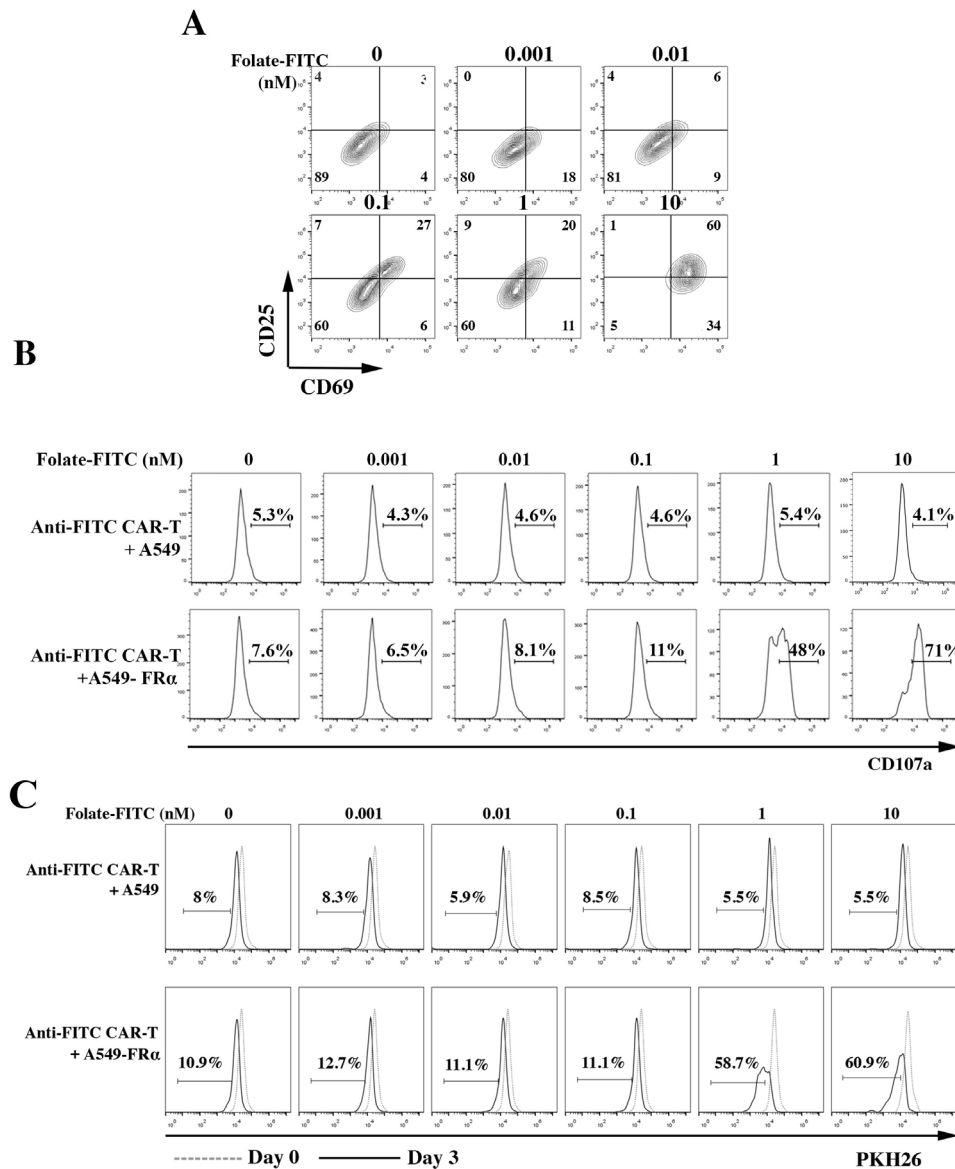 A
0 0.001 0.01
Folate-FITC
(nM)
4 0 4 6
89 4 80 18 81 9
0.1 1 10
7 27 9 20 1 60
60 6 60 11 5 34
CD25
CD69
B
Folate-FITC (nM) 0 0.001 0.01 0.1 1 10
Anti-FITC CAR-T
+ A549
5.3% 4.3% 4.6% 4.6% 5.4% 4.1%
Anti-FITC CAR-T
+A549- FRα
7.6% 6.5% 8.1% 11% 48% 71%
CD107a
C
Folate-FITC (nM) 0 0.001 0.01 0.1 1 10
Anti-FITC CAR-T
+ A549
8% 8.3% 5.9% 8.5% 5.5% 5.5%
Anti-FITC CAR-T
+ A549-FRα
10.9% 12.7% 11.1% 11.1% 58.7% 60.9%
Day 0 Day 3 PKH26